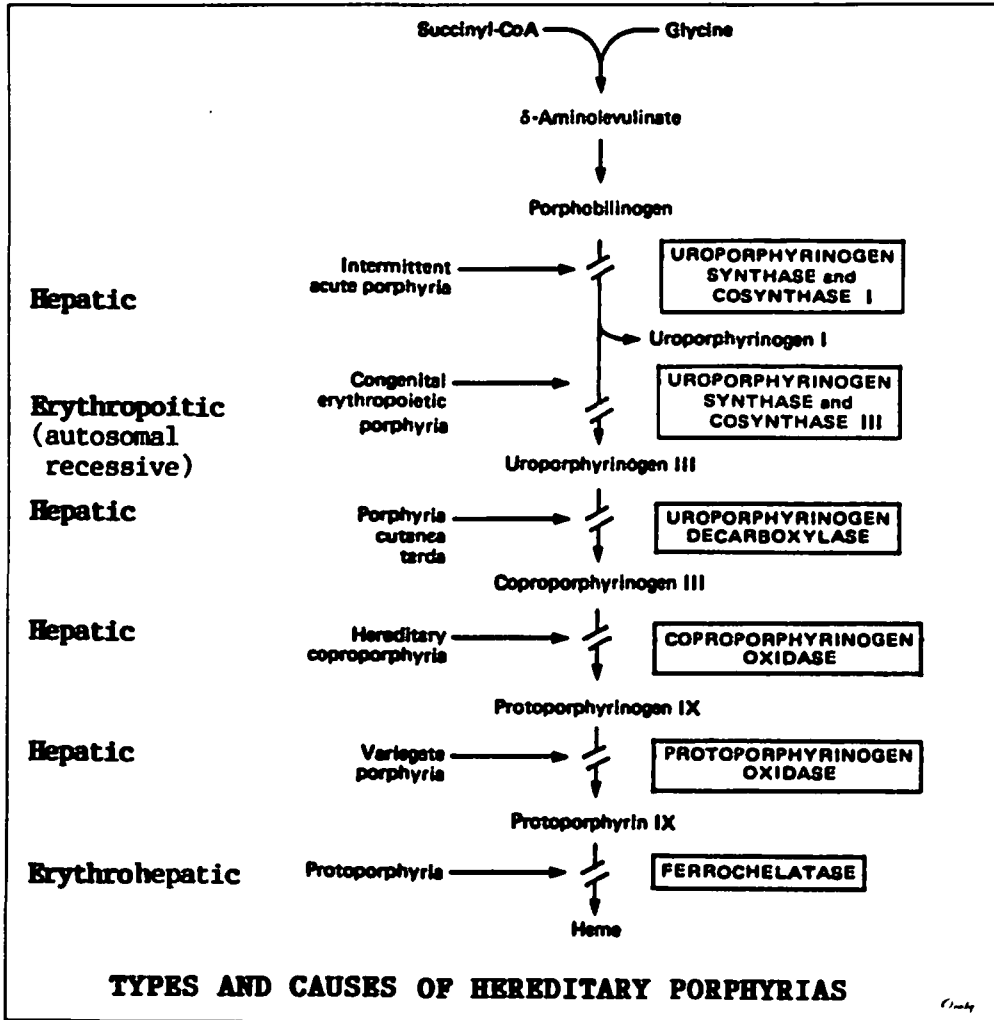 Succinyl-CoA Glycine
δ-Aminolevulinate
Porphobilinogen
Hepatic
Intermittent
acute porphyria
UROPORPHYRINOGEN
SYNTHASE and
COSYNTHASE I
Uroporphyrinogen I
Erythropoitic
(autosomal
recessive)
Congenital
erythropoietic
porphyria
UROPORPHYRINOGEN
SYNTHASE and
COSYNTHASE III
Uroporphyrinogen III
Hepatic
Porphyria
cutanea
tarda
UROPORPHYRINOGEN
DECARBOXYLASE
Coproporphyrinogen III
Hepatic
Hereditary
coproporphyria
COPROPORPHYRINOGEN
OXIDASE
Protoporphyrinogen IX
Hepatic
Variegate
porphyria
PROTOPORPHYRINOGEN
OXIDASE
Protoporphyrin IX
Erythrohepatic
Protoporphyria
FERROCHELATASE
Heme
TYPES AND CAUSES OF HEREDITARY PORPHYRIAS